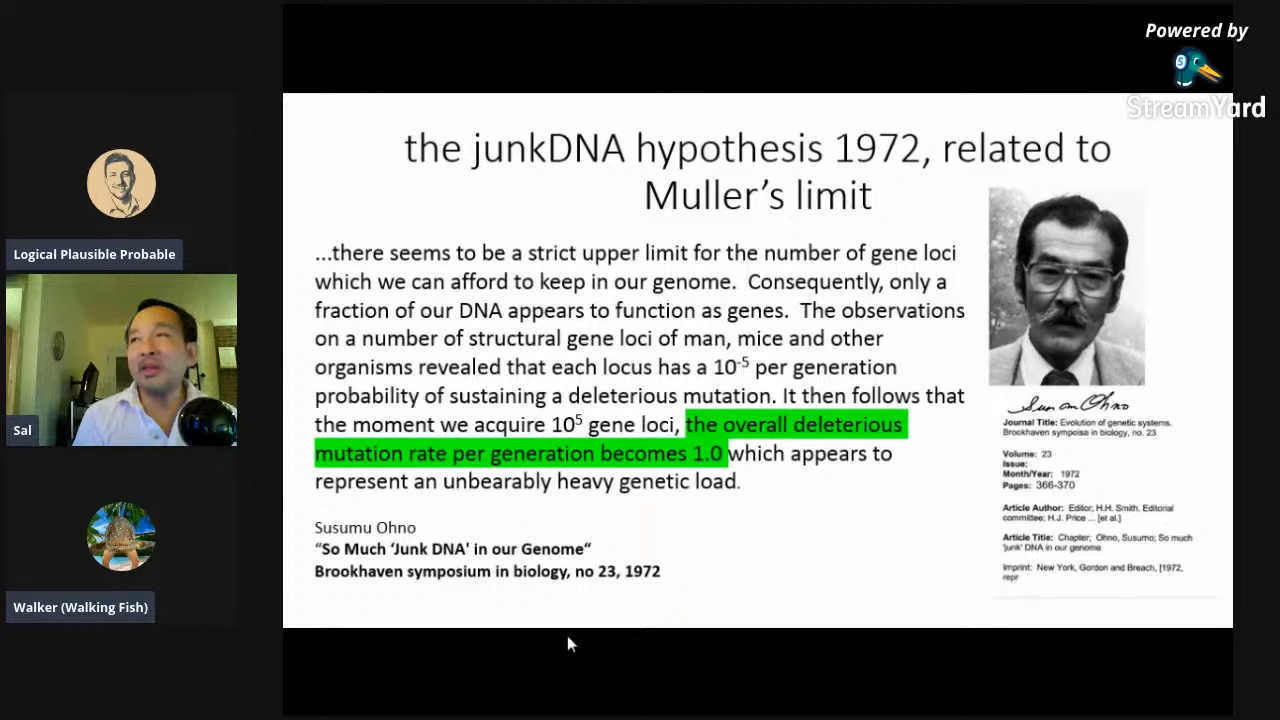 Powered by
StreamYard
Logical Plausible Probable
Sal
Walker (Walking Fish)
the junkDNA hypothesis 1972, related to
Muller's limit
...there seems to be a strict upper limit for the number of gene loci
which we can afford to keep in our genome. Consequently, only a
fraction of our DNA appears to function as genes. The observations
on a number of structural gene loci of man, mice and other
organisms revealed that each locus has a 10⁻⁵ per generation
probability of sustaining a deleterious mutation. It then follows that
the moment we acquire 10⁵ gene loci, the overall deleterious
mutation rate per generation becomes 1.0 which appears to
represent an unbearably heavy genetic load.
Susumu Ohno
“So Much ‘Junk DNA' in our Genome“
Brookhaven symposium in biology, no 23, 1972
Susumu Ohno
Journal Title: Evolution of genetic systems.
Brookhaven sympoisa in biology, no. 23
Volume: 23
Issue:
Month/Year: 1972
Pages: 366-370
Article Author: Editor; H.H. Smith. Editorial
committee; H.J. Price ... [et al.]
Article Title: Chapter; Ohno, Susumo; So much
'junk' DNA in our genome
Imprint: New York, Gordon and Breach, [1972,
repr